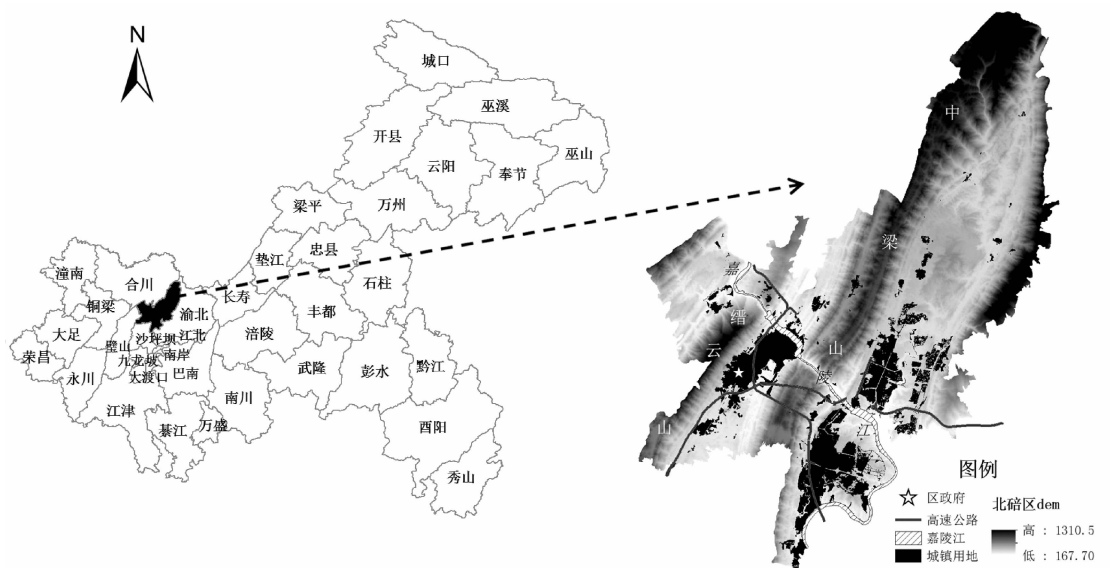 N
城口
巫溪
开县
云阳
奉节
巫山
万州
梁平
忠县
垫江
石柱
潼南
合川
长寿
丰都
铜梁
渝北
大足
涪陵
沙坪坝
江北
璧山
南岸
荣昌
九龙坡
武隆
彭水
黔江
永川
大渡口
巴南
南川
江津
万盛
綦江
酉阳
秀山
中
梁
山
嘉
陵
江
缙
云
山
图例
区政府
高速公路
嘉陵江
城镇用地
北碚区dem
高 : 1310.5
低 : 167.70